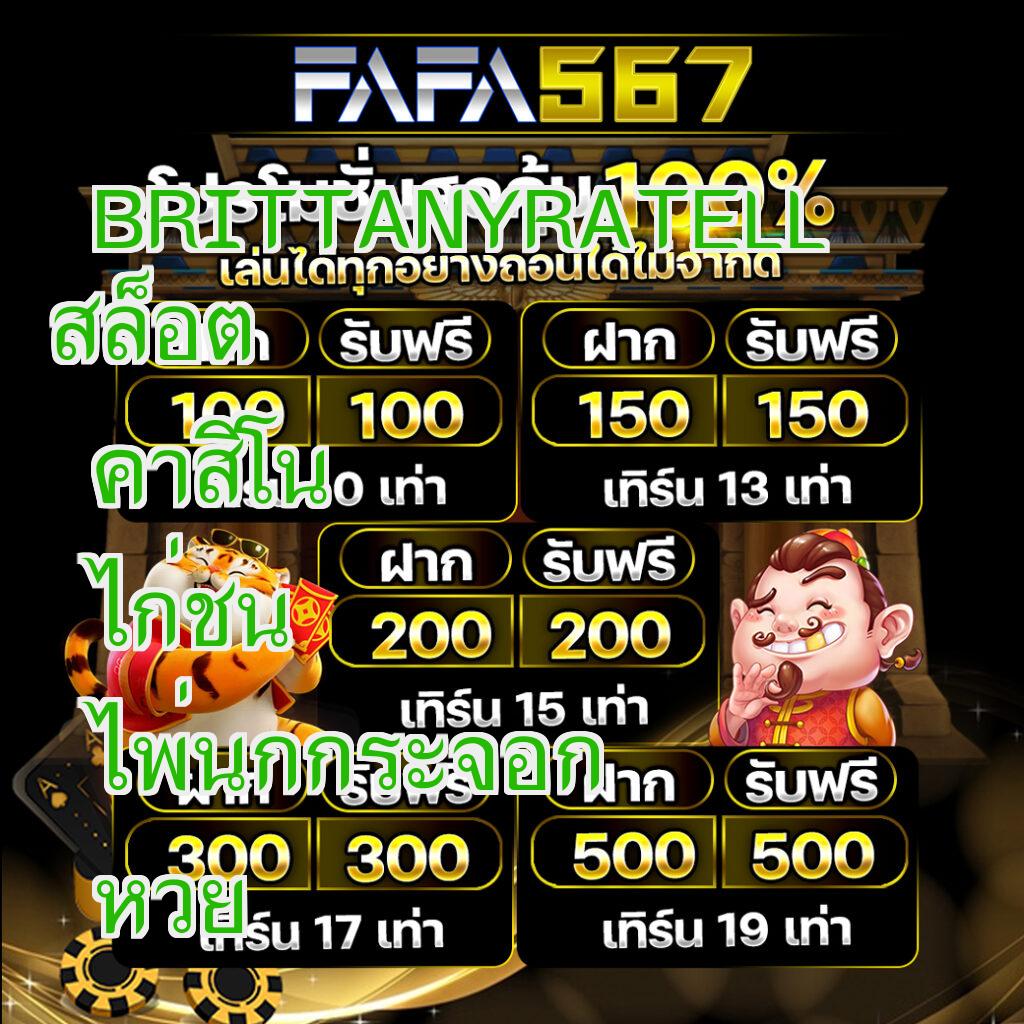 FAFA567
100%
BRITTANYRATELL
เล่นได้ทุกอย่างถอนได้ไม่จำกัด
สล็อต
รับฟรี ฝาก รับฟรี
100 100 150 150
คาสิโน
เท่า เทิร์น 13 เท่า
ฝาก รับฟรี
ไก่ชน
200 200
เทิร์น 15 เท่า
ไพ่นกกระจอก
ฝาก รับฟรี ฝาก รับฟรี
300 300 500 500
หวย
เทิร์น 17 เท่า เทิร์น 19 เท่า